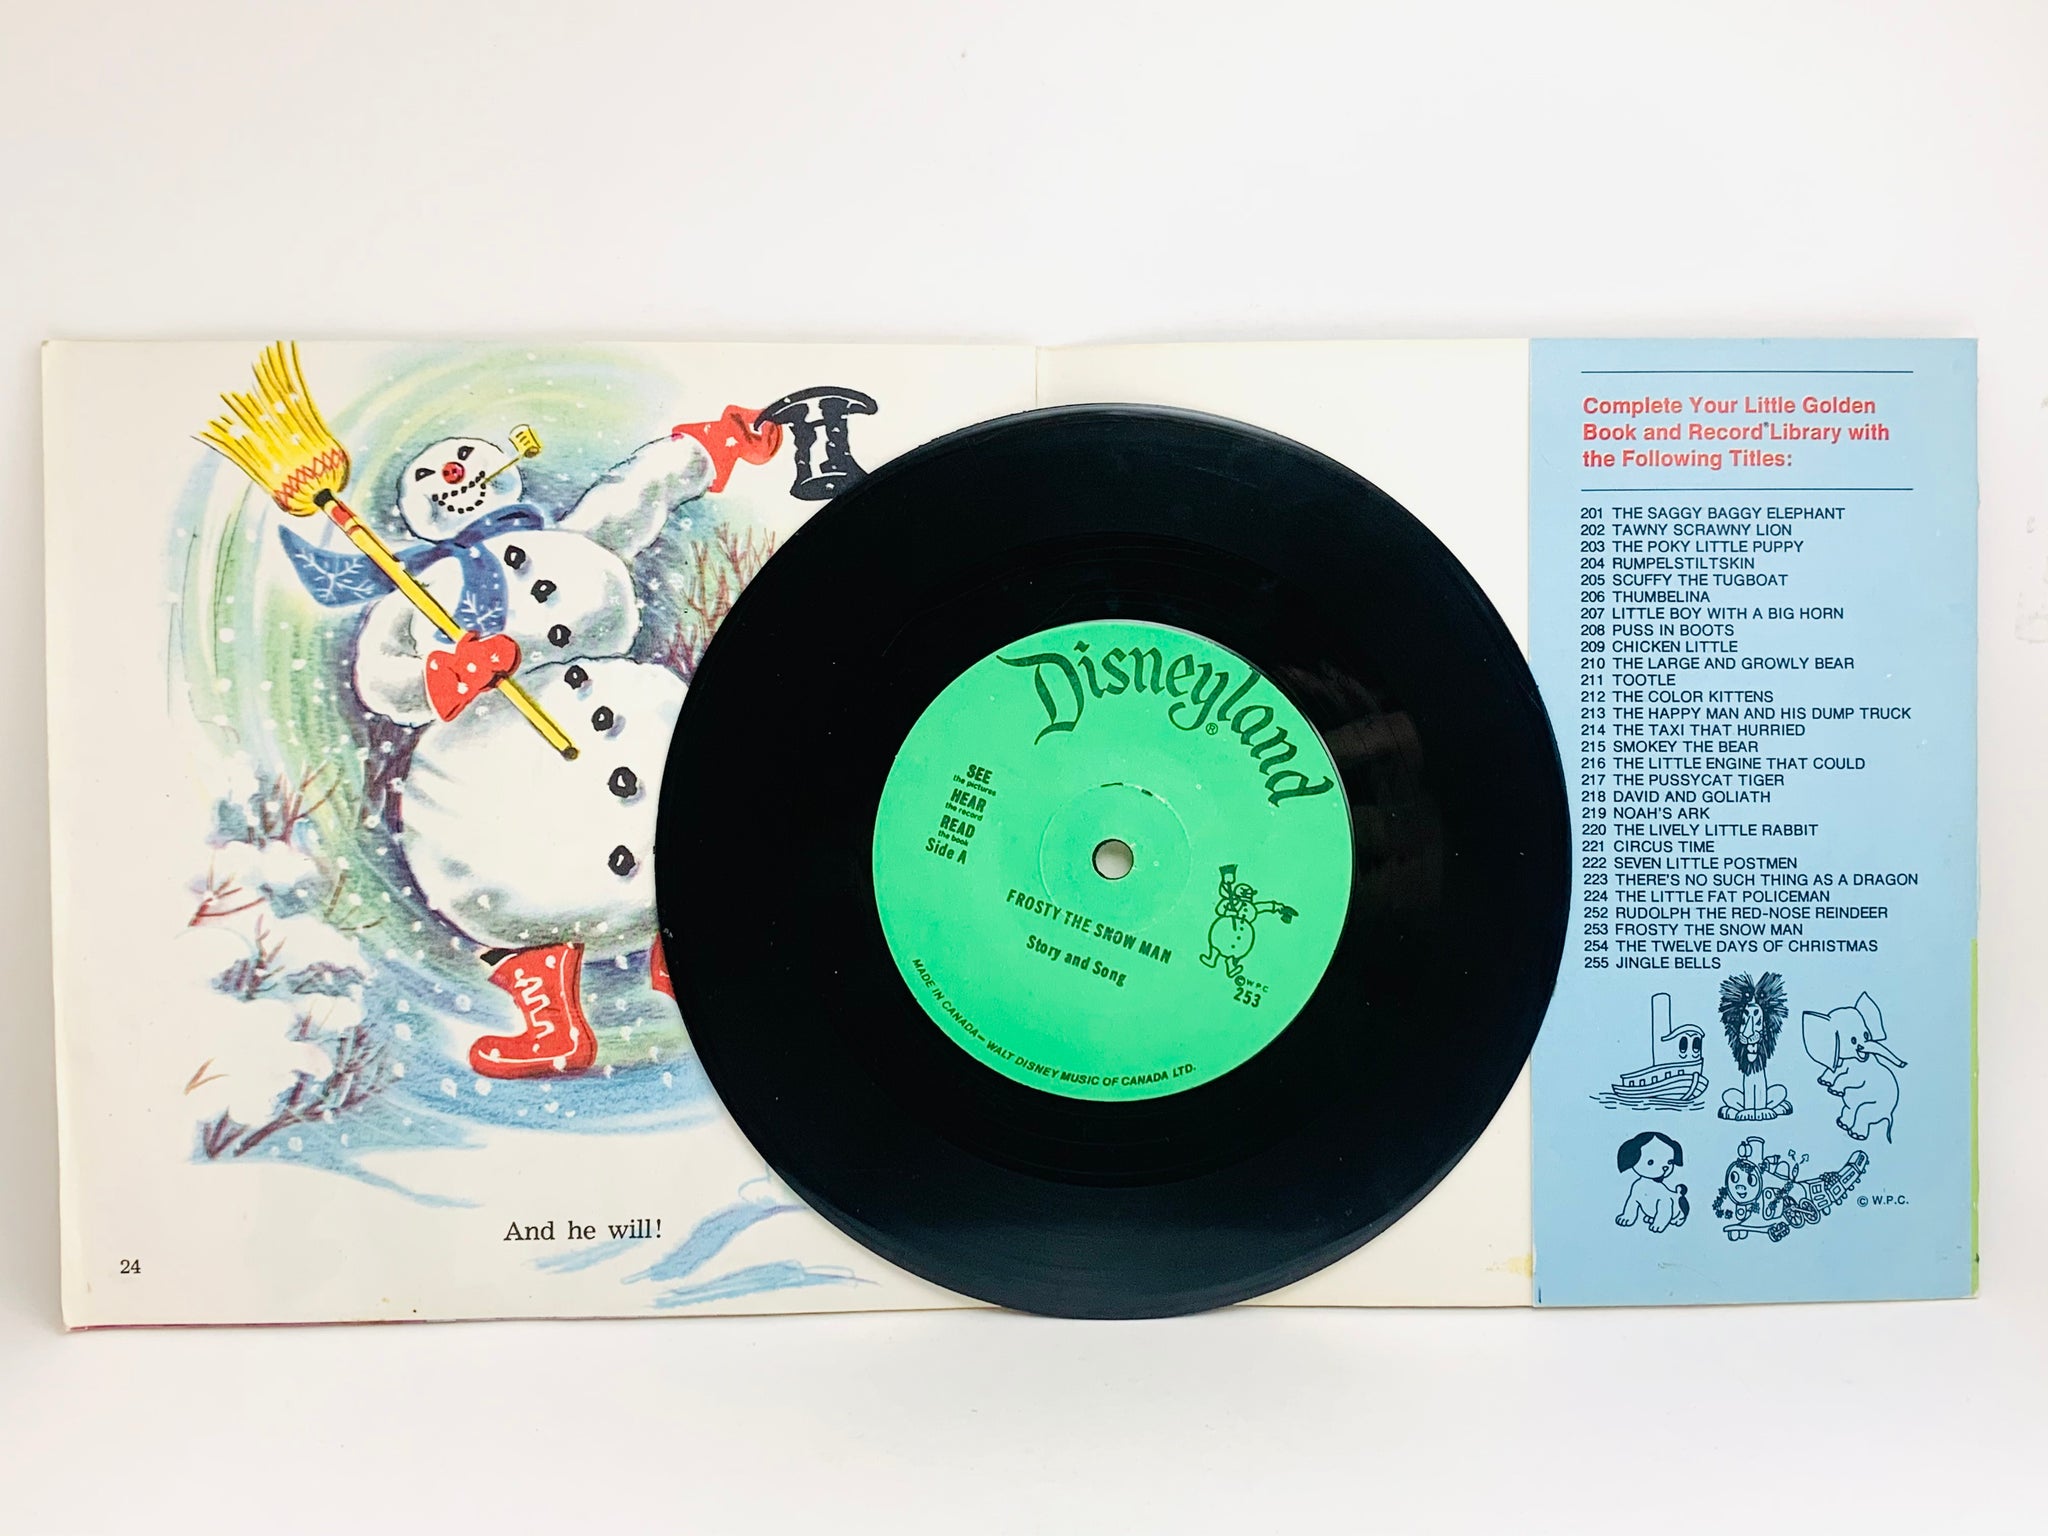 And he will!
24
Disneyland®
SEE
the pictures
HEAR
the record
READ
the book
Side A
FROSTY THE SNOW MAN
Story and Song
© W P C
253
MADE IN CANADA — WALT DISNEY MUSIC OF CANADA LTD.
Complete Your Little Golden
Book and Record® Library with
the Following Titles:
201 THE SAGGY BAGGY ELEPHANT
202 TAWNY SCRAWNY LION
203 THE POKY LITTLE PUPPY
204 RUMPELSTILTSKIN
205 SCUFFY THE TUGBOAT
206 THUMBELINA
207 LITTLE BOY WITH A BIG HORN
208 PUSS IN BOOTS
209 CHICKEN LITTLE
210 THE LARGE AND GROWLY BEAR
211 TOOTLE
212 THE COLOR KITTENS
213 THE HAPPY MAN AND HIS DUMP TRUCK
214 THE TAXI THAT HURRIED
215 SMOKEY THE BEAR
216 THE LITTLE ENGINE THAT COULD
217 THE PUSSYCAT TIGER
218 DAVID AND GOLIATH
219 NOAH'S ARK
220 THE LIVELY LITTLE RABBIT
221 CIRCUS TIME
222 SEVEN LITTLE POSTMEN
223 THERE'S NO SUCH THING AS A DRAGON
224 THE LITTLE FAT POLICEMAN
252 RUDOLPH THE RED-NOSE REINDEER
253 FROSTY THE SNOW MAN
254 THE TWELVE DAYS OF CHRISTMAS
255 JINGLE BELLS
© W.P.C.